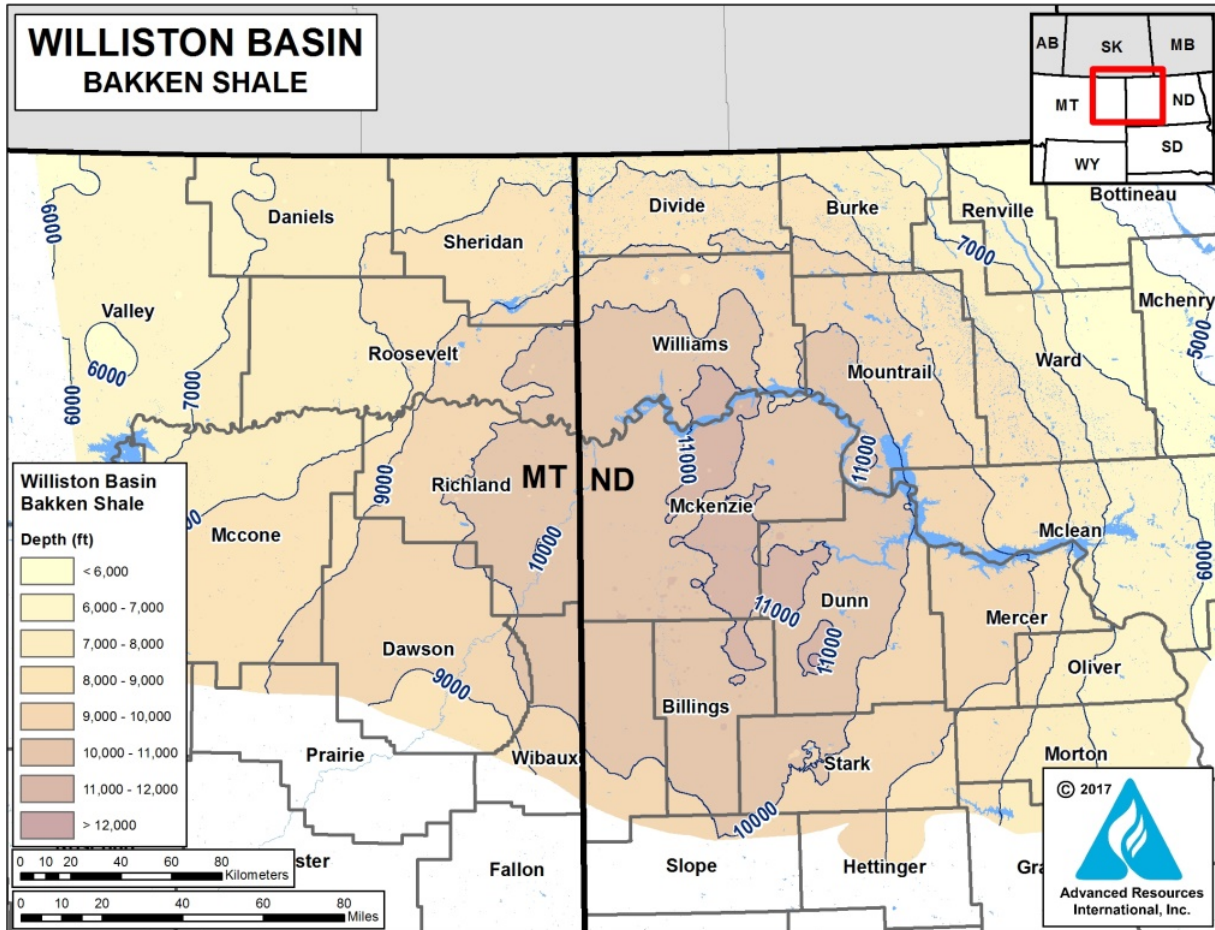 WILLISTON BASIN
BAKKEN SHALE
AB
SK
MB
MT
ND
SD
WY
Bottineau
Daniels
Sheridan
Divide
Burke
Renville
6000
7000
Valley
Mchenry
6000
Roosevelt
Williams
Mountrail
Ward
5000
6000
7000
11000
11000
9000
Richland
MT
ND
Mckenzie
Mccone
10000
Mclean
6000
11000
Dunn
Mercer
Dawson
11000
Oliver
9000
Billings
Prairie
Wibaux
Stark
Morton
10000
Fallon
Slope
Hettinger
Gra
ster
Williston Basin
Bakken Shale
Depth (ft)
< 6,000
6,000 - 7,000
7,000 - 8,000
8,000 - 9,000
9,000 - 10,000
10,000 - 11,000
11,000 - 12,000
> 12,000
0 10 20 40 60 80
Kilometers
0 10 20 40 60 80
Miles
© 2017
Advanced Resources
International, Inc.